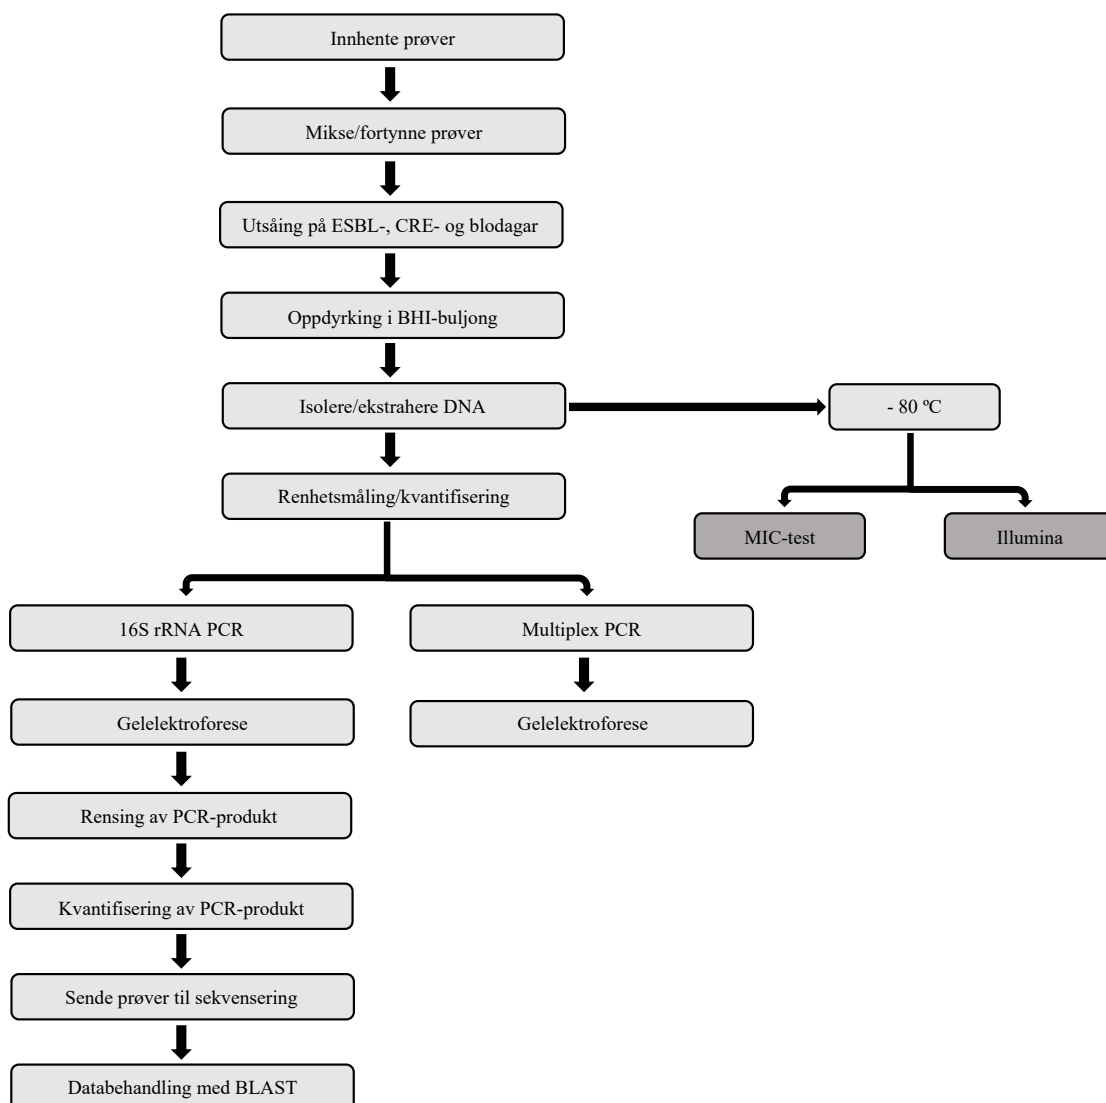 Innhente prøver
Mikse/fortynne prøver
Utsåing på ESBL-, CRE- og blodagar
Oppdyrking i BHI-buljong
Isolere/ekstrahere DNA
- 80 ºC
Renhetsmåling/kvantifisering
MIC-test
Illumina
16S rRNA PCR
Multiplex PCR
Gelelektroforese
Gelelektroforese
Rensing av PCR-produkt
Kvantifisering av PCR-produkt
Sende prøver til sekvensering
Databehandling med BLAST